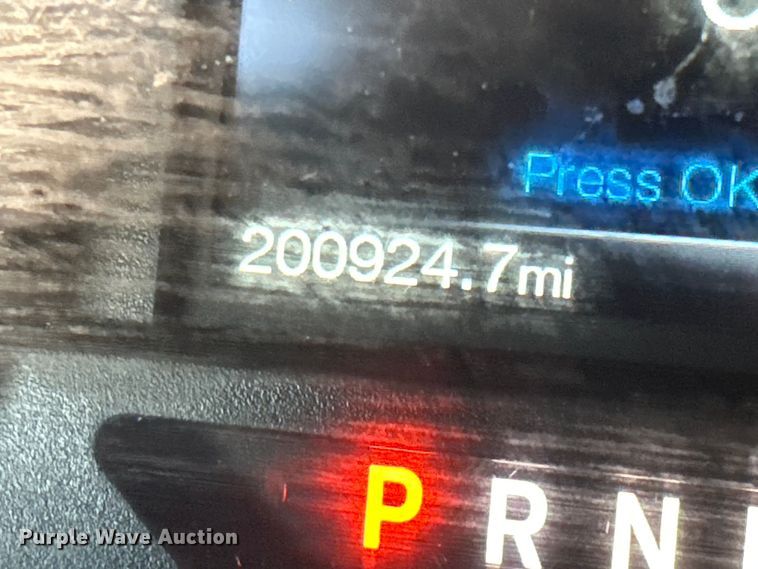 Press OK
200924.7mi
P R N
Purple Wave Auction